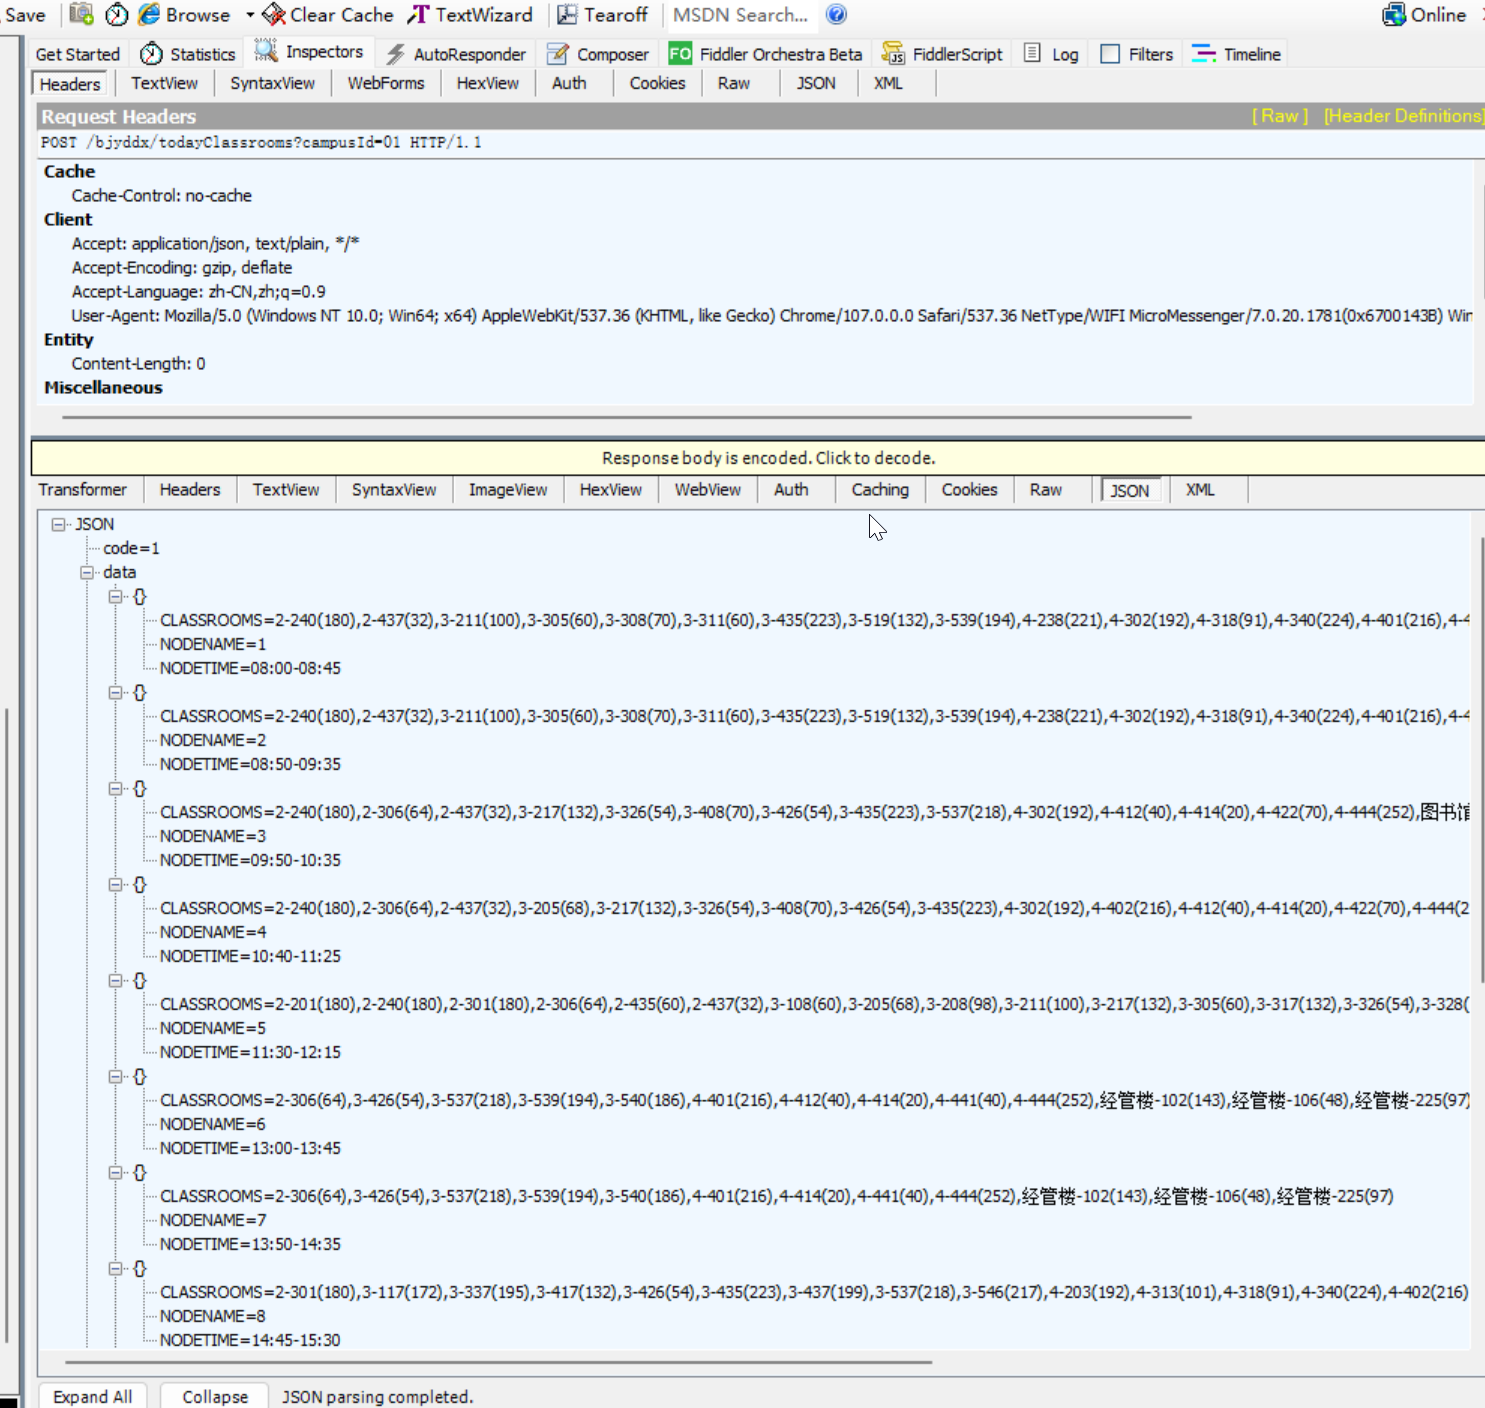 Save Browse Clear Cache TextWizard Tearoff MSDN Search... Online
Get Started Statistics Inspectors AutoResponder Composer FO Fiddler Orchestra Beta FiddlerScript Log Filters Timeline
Headers TextView SyntaxView WebForms HexView Auth Cookies Raw JSON XML
Request Headers [ Raw ] [Header Definitions]
POST /bjyddx/todayClassrooms?campusId=01 HTTP/1.1
Cache
Cache-Control: no-cache
Client
Accept: application/json, text/plain, */*
Accept-Encoding: gzip, deflate
Accept-Language: zh-CN,zh;q=0.9
User-Agent: Mozilla/5.0 (Windows NT 10.0; Win64; x64) AppleWebKit/537.36 (KHTML, like Gecko) Chrome/107.0.0.0 Safari/537.36 NetType/WIFI MicroMessenger/7.0.20.1781(0x6700143B) Win
Entity
Content-Length: 0
Miscellaneous
Response body is encoded. Click to decode.
Transformer Headers TextView SyntaxView ImageView HexView WebView Auth Caching Cookies Raw JSON XML
JSON
code=1
data
{}
CLASSROOMS=2-240(180),2-437(32),3-211(100),3-305(60),3-308(70),3-311(60),3-435(223),3-519(132),3-539(194),4-238(221),4-302(192),4-318(91),4-340(224),4-401(216),4-4
NODENAME=1
NODETIME=08:00-08:45
{}
CLASSROOMS=2-240(180),2-437(32),3-211(100),3-305(60),3-308(70),3-311(60),3-435(223),3-519(132),3-539(194),4-238(221),4-302(192),4-318(91),4-340(224),4-401(216),4-4
NODENAME=2
NODETIME=08:50-09:35
{}
CLASSROOMS=2-240(180),2-306(64),2-437(32),3-217(132),3-326(54),3-408(70),3-426(54),3-435(223),3-537(218),4-302(192),4-412(40),4-414(20),4-422(70),4-444(252),图书馆
NODENAME=3
NODETIME=09:50-10:35
{}
CLASSROOMS=2-240(180),2-306(64),2-437(32),3-205(68),3-217(132),3-326(54),3-408(70),3-426(54),3-435(223),4-302(192),4-402(216),4-412(40),4-414(20),4-422(70),4-444(2
NODENAME=4
NODETIME=10:40-11:25
{}
CLASSROOMS=2-201(180),2-240(180),2-301(180),2-306(64),2-435(60),2-437(32),3-108(60),3-205(68),3-208(98),3-211(100),3-217(132),3-305(60),3-317(132),3-326(54),3-328(
NODENAME=5
NODETIME=11:30-12:15
{}
CLASSROOMS=2-306(64),3-426(54),3-537(218),3-539(194),3-540(186),4-401(216),4-412(40),4-414(20),4-441(40),4-444(252),经管楼-102(143),经管楼-106(48),经管楼-225(97)
NODENAME=6
NODETIME=13:00-13:45
{}
CLASSROOMS=2-306(64),3-426(54),3-537(218),3-539(194),3-540(186),4-401(216),4-414(20),4-441(40),4-444(252),经管楼-102(143),经管楼-106(48),经管楼-225(97)
NODENAME=7
NODETIME=13:50-14:35
{}
CLASSROOMS=2-301(180),3-117(172),3-337(195),3-417(132),3-426(54),3-435(223),3-437(199),3-537(218),3-546(217),4-203(192),4-313(101),4-318(91),4-340(224),4-402(216)
NODENAME=8
NODETIME=14:45-15:30
Expand All Collapse JSON parsing completed.